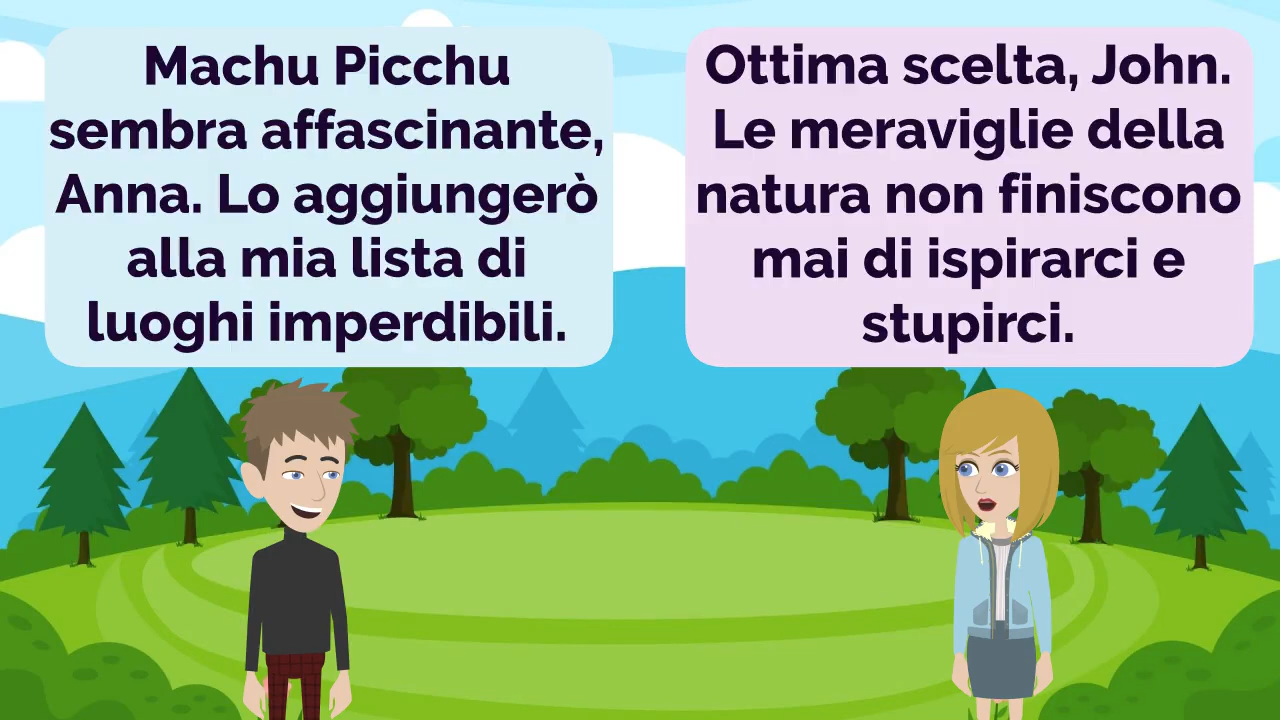 Machu Picchu
sembra affascinante,
Anna. Lo aggiungerò
alla mia lista di
luoghi imperdibili.
Ottima scelta, John.
Le meraviglie della
natura non finiscono
mai di ispirarci e
stupirci.